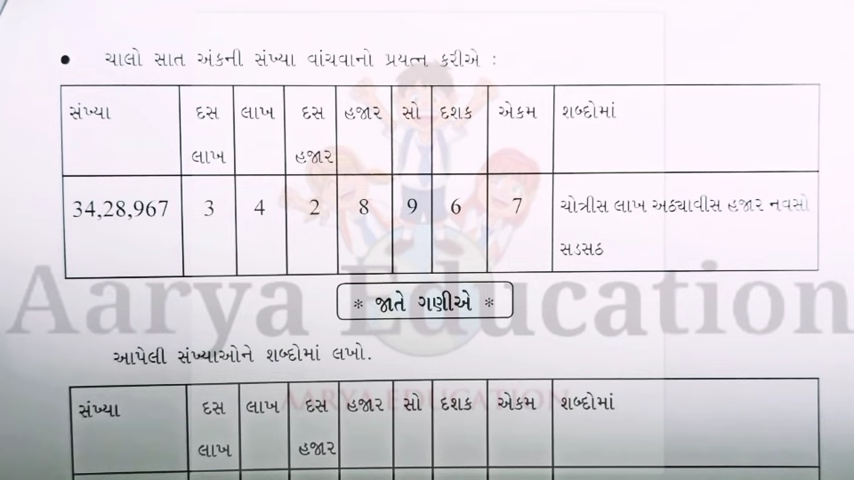 • ચાલો સાત અંકની સંખ્યા વાંચવાનો પ્રયત્ન કરીએ :
સંખ્યા દસ લાખ લાખ દસ હજાર હજાર સો દશક એકમ શબ્દોમાં
34,28,967 3 4 2 8 9 6 7 ચોત્રીસ લાખ અઠ્યાવીસ હજાર નવસો
સડસઠ
Aarya Education
* જાતે ગણીએ *
આપેલી સંખ્યાઓને શબ્દોમાં લખો.
AARYA EDUCATION
સંખ્યા દસ લાખ લાખ દસ હજાર હજાર સો દશક એકમ શબ્દોમાં